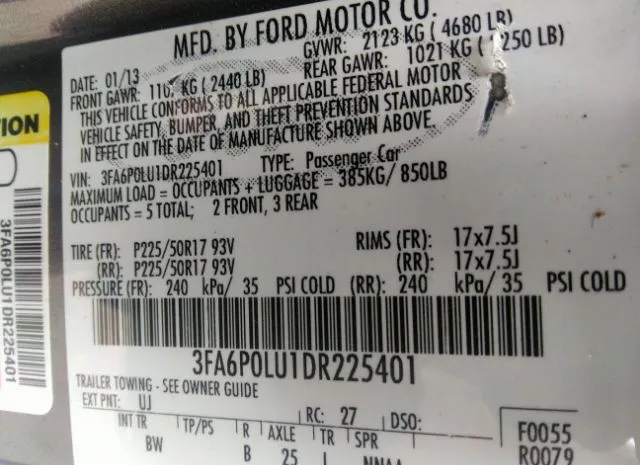 MFD. BY FORD MOTOR CO.
DATE: 01/13
GVWR: 2123 KG ( 4680 LB)
FRONT GAWR: KG ( 2440 LB)
REAR GAWR: 1021 KG ( LB)
THIS VEHICLE CONFORMS TO ALL APPLICABLE FEDERAL MOTOR
VEHICLE SAFETY, BUMPER, AND THEFT PREVENTION STANDARDS
IN EFFECT ON THE DATE OF MANUFACTURE SHOWN ABOVE.
VIN: 3FA6P0LU1DR225401 TYPE: Passenger Car
MAXIMUM LOAD = OCCUPANTS + LUGGAGE = 385KG/ 850LB
OCCUPANTS = 5 TOTAL; 2 FRONT, 3 REAR
TIRE (FR): P225/50R17 93V RIMS (FR): 17x7.5J
(RR): P225/50R17 93V (RR): 17x7.5J
PRESSURE (FR): 240 kPa/ 35 PSI COLD (RR): 240 kPa/ 35 PSI COLD
3FA6P0LU1DR225401
TRAILER TOWING - SEE OWNER GUIDE
EXT PNT: UJ RC: 27 DSO: F0055
INT TR TP/PS R AXLE TR SPR R0079
BW B 25
3FA6P0LU1DR225401